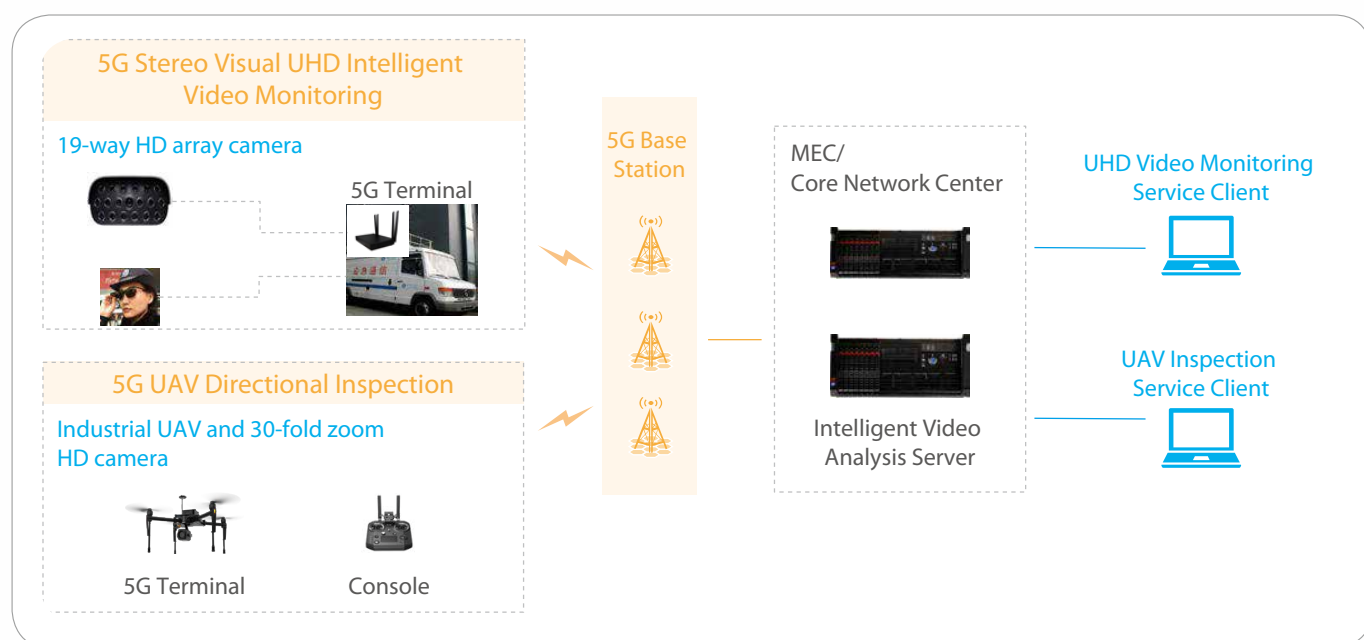 5G Stereo Visual UHD Intelligent
Video Monitoring
19-way HD array camera
5G Terminal
5G UAV Directional Inspection
Industrial UAV and 30-fold zoom
HD camera
5G Terminal
Console
5G Base
Station
MEC/
Core Network Center
Intelligent Video
Analysis Server
UHD Video Monitoring
Service Client
UAV Inspection
Service Client